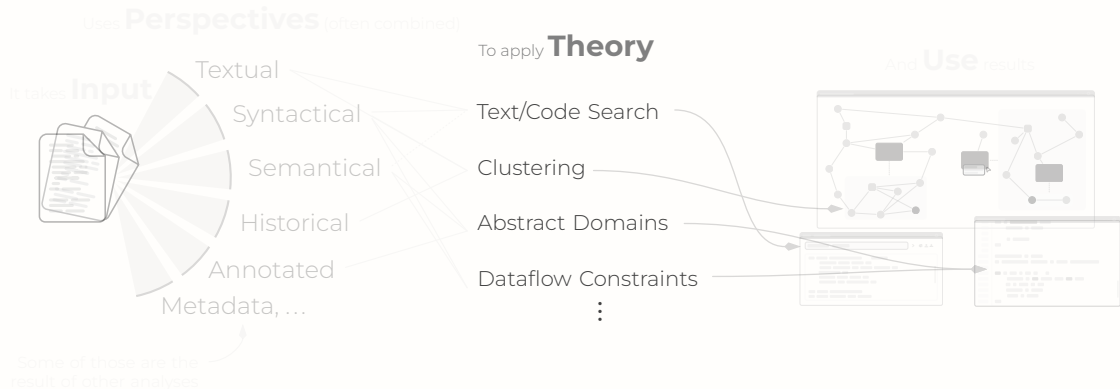 Uses Perspectives (often combined)
To apply Theory
And Use results
It takes Input
Textual
Syntactical
Semantical
Historical
Annotated
Metadata, ...
Text/Code Search
Clustering
Abstract Domains
Dataflow Constraints
⋮
Some of those are the
result of other analyses